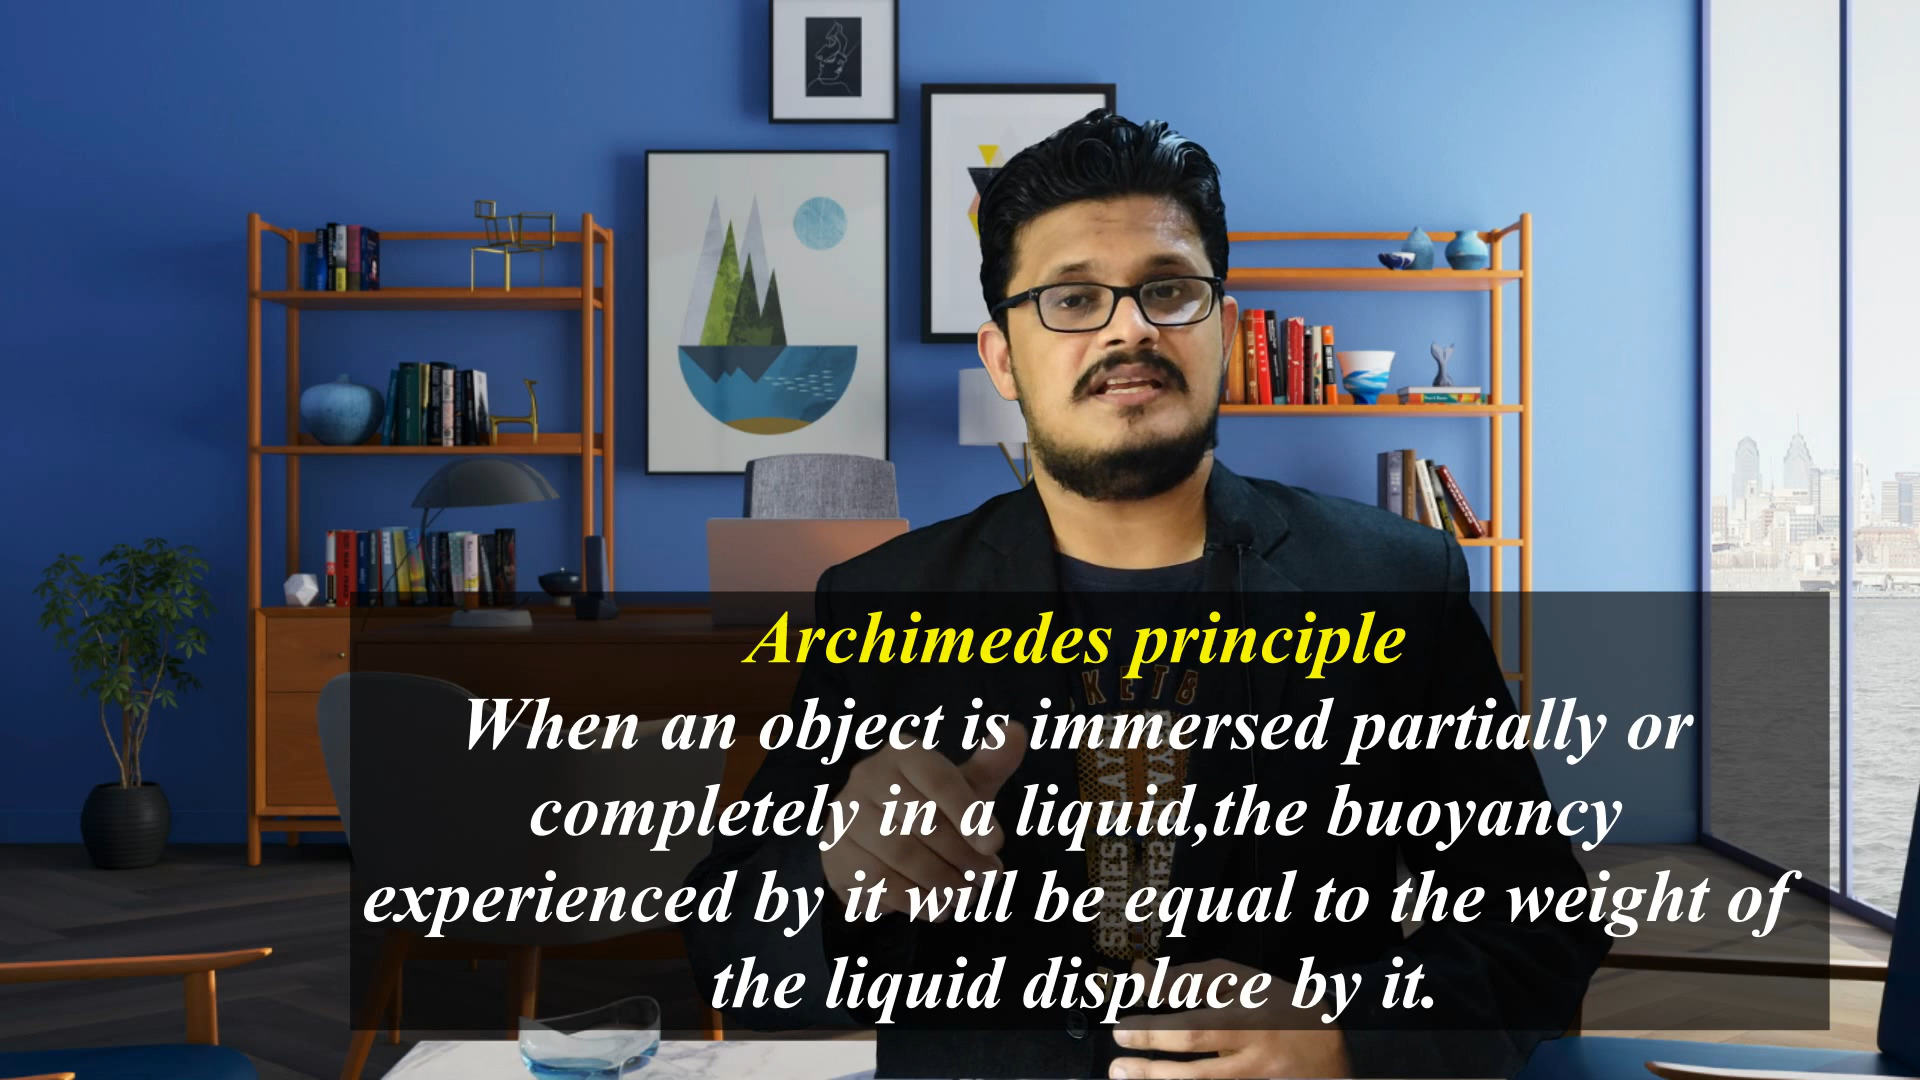 Archimedes principle
When an object is immersed partially or
completely in a liquid,the buoyancy
experienced by it will be equal to the weight of
the liquid displace by it.
KETB